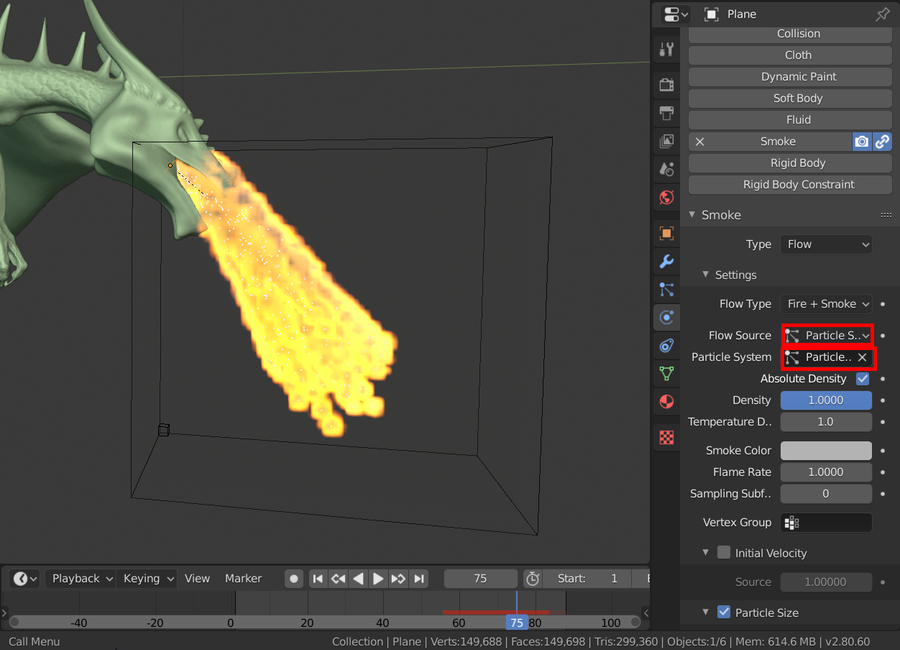 Plane
Collision
Cloth
Dynamic Paint
Soft Body
Fluid
Smoke
Rigid Body
Rigid Body Constraint
Smoke
Type Flow
Settings
Flow Type Fire + Smoke
Flow Source Particle S..
Particle System Particle..
Absolute Density
Density 1.0000
Temperature D.. 1.0
Smoke Color
Flame Rate 1.0000
Sampling Subf.. 0
Vertex Group
Initial Velocity
Source 1.00000
Particle Size
Playback Keying View Marker 75 Start: 1 E
-40 -20 0 20 40 60 75 80 100
Call Menu Collection | Plane | Verts:149,688 | Faces:149,698 | Tris:299,360 | Objects:1/6 | Mem: 614.6 MB | v2.80.60